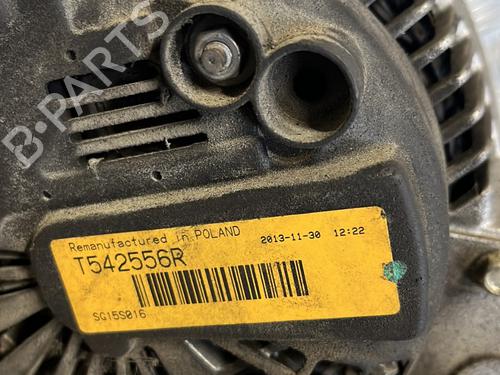 B-PARTS
Remanufactured in POLAND 2013-11-30 12:22
T542556R
SG15S016